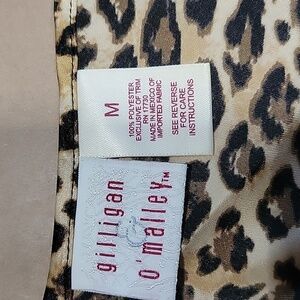 M
100% POLYESTER
EXCLUSIVE OF TRIM
RN 17730
MADE IN MEXICO OF
IMPORTED FABRIC
SEE REVERSE
FOR CARE
INSTRUCTIONS
gilligan
&
o'malley™